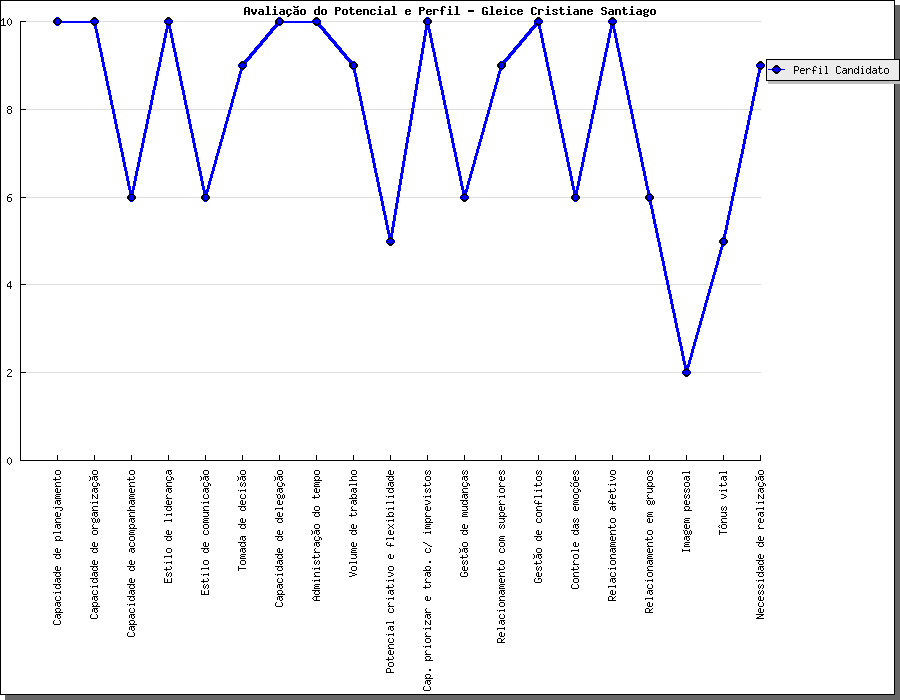 Avaliação do Potencial e Perfil - Gleice Cristiane Santiago
10
8
6
4
2
0
Perfil Candidato
Capacidade de planejamento
Capacidade de organização
Capacidade de acompanhamento
Estilo de liderança
Estilo de comunicação
Tomada de decisão
Capacidade de delegação
Administração do tempo
Volume de trabalho
Potencial criativo e flexibilidade
Cap. priorizar e trab. c/ imprevistos
Gestão de mudanças
Relacionamento com superiores
Gestão de conflitos
Controle das emoções
Relacionamento afetivo
Relacionamento em grupos
Imagem pessoal
Tônus vital
Necessidade de realização